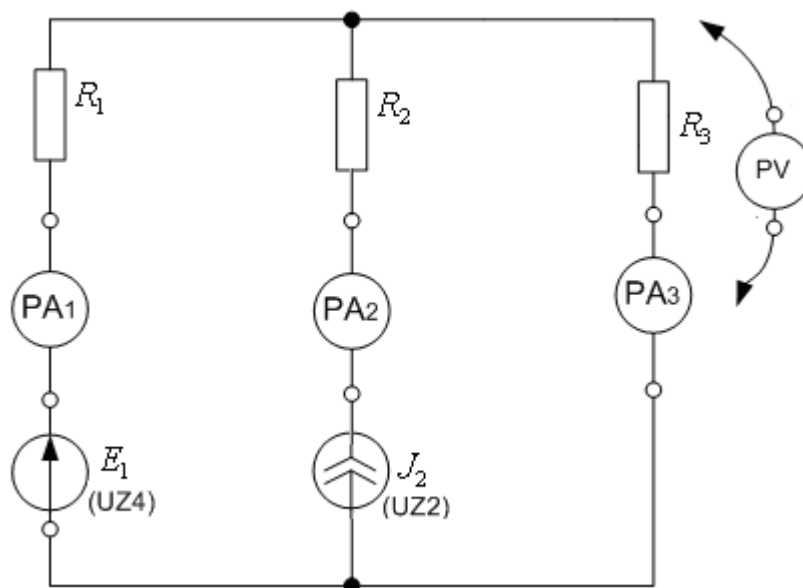 R₁
R₂
R₃
PV
PA1
PA2
PA3
E₁
(UZ4)
J₂
(UZ2)